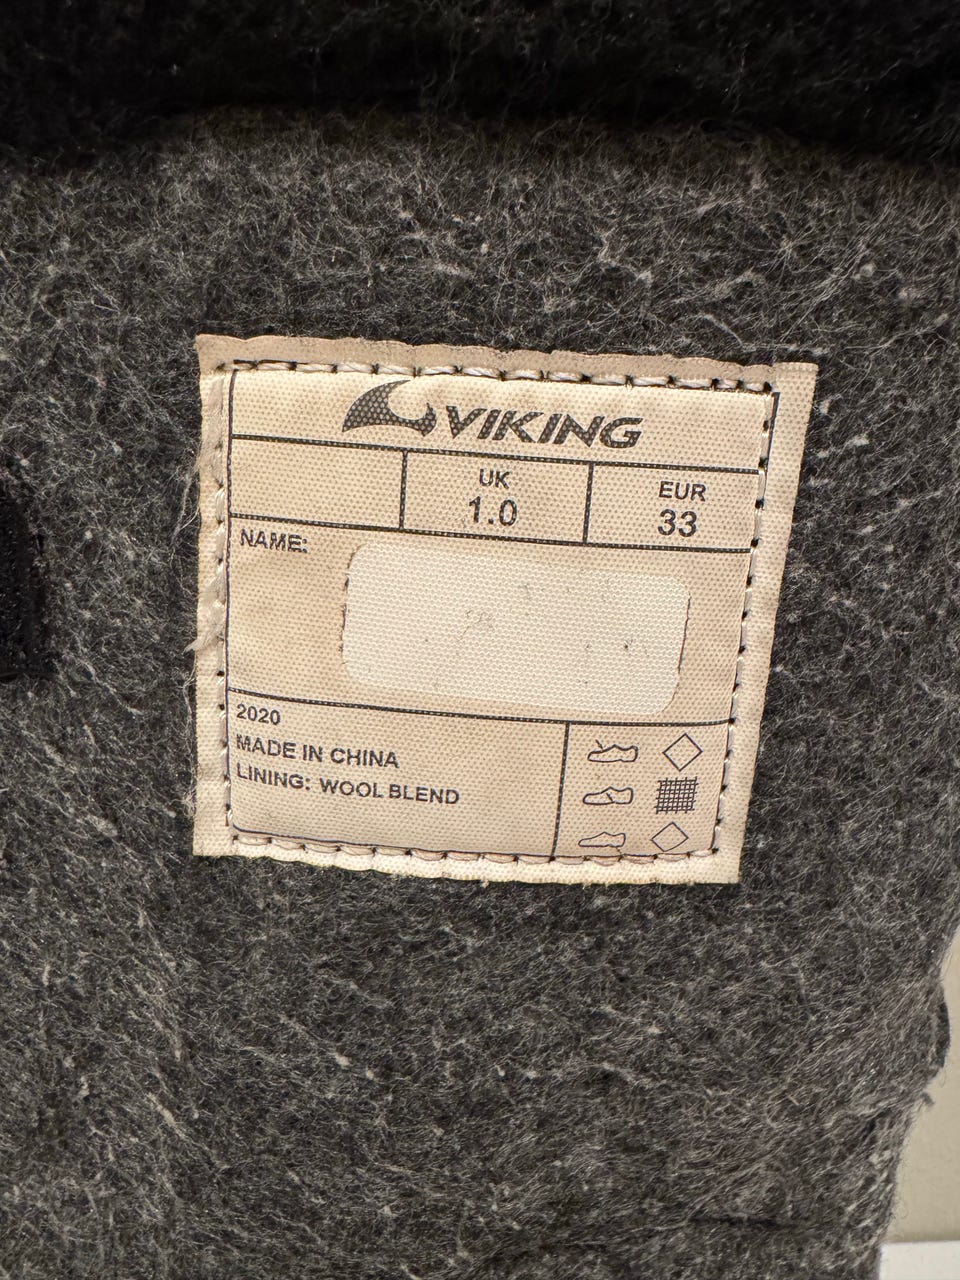 VIKING
UK
1.0
EUR
33
NAME:
2020
MADE IN CHINA
LINING: WOOL BLEND